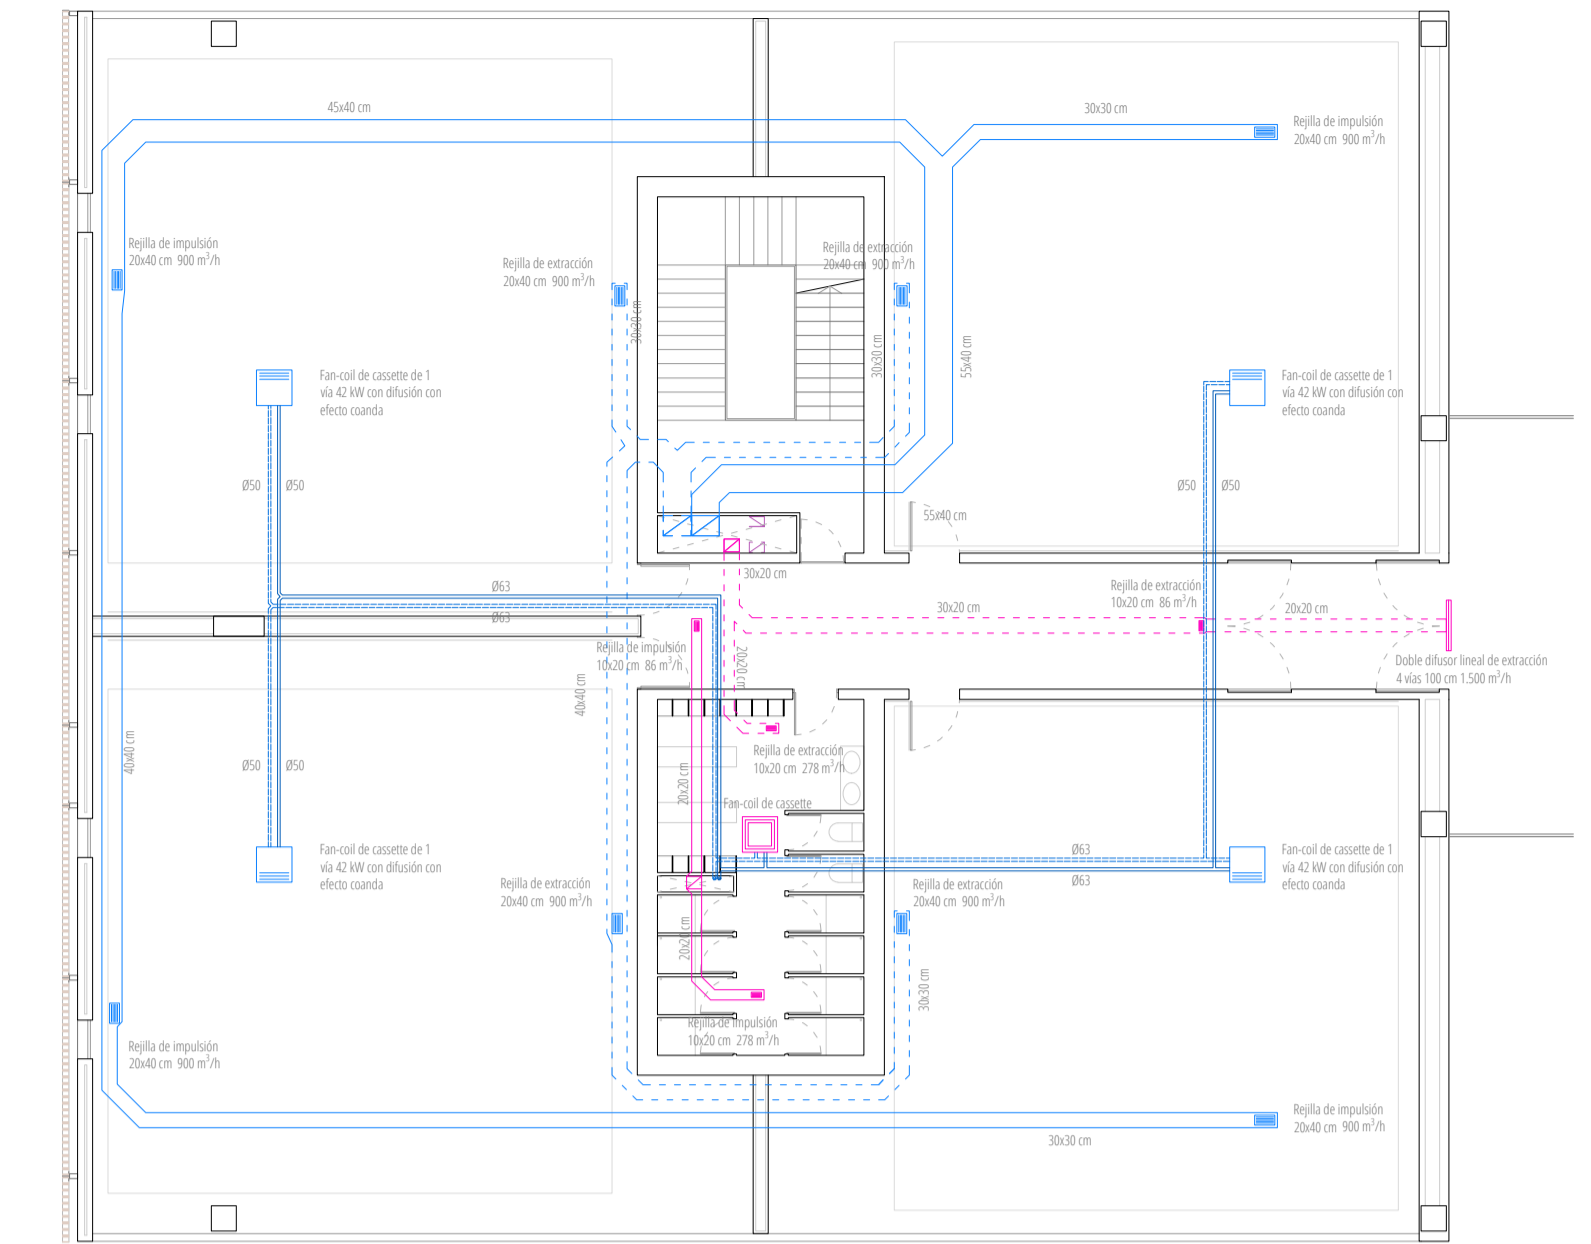 45x40 cm
30x30 cm
Rejilla de impulsión
20x40 cm 900 m³/h
Rejilla de impulsión
20x40 cm 900 m³/h
Rejilla de extracción
20x40 cm 900 m³/h
Rejilla de extracción
20x40 cm 900 m³/h
30x30 cm
30x30 cm
55x40 cm
Fan-coil de cassette de 1
vía 42 kW con difusión con
efecto coanda
Fan-coil de cassette de 1
vía 42 kW con difusión con
efecto coanda
Ø50
Ø50
Ø50
Ø50
55x40 cm
30x20 cm
Ø63
Ø63
Rejilla de extracción
10x20 cm 86 m³/h
30x20 cm
20x20 cm
Rejilla de impulsión
10x20 cm 86 m³/h
20x20 cm
Doble difusor lineal de extracción
4 vías 100 cm 1.500 m³/h
40x40 cm
40x40 cm
Ø50
Ø50
Rejilla de extracción
10x20 cm 278 m³/h
20x20 cm
Fan-coil de cassette
Fan-coil de cassette de 1
vía 42 kW con difusión con
efecto coanda
Ø63
Ø63
Fan-coil de cassette de 1
vía 42 kW con difusión con
efecto coanda
Rejilla de extracción
20x40 cm 900 m³/h
Rejilla de extracción
20x40 cm 900 m³/h
20x20 cm
30x30 cm
Rejilla de impulsión
10x20 cm 278 m³/h
Rejilla de impulsión
20x40 cm 900 m³/h
Rejilla de impulsión
20x40 cm 900 m³/h
30x30 cm